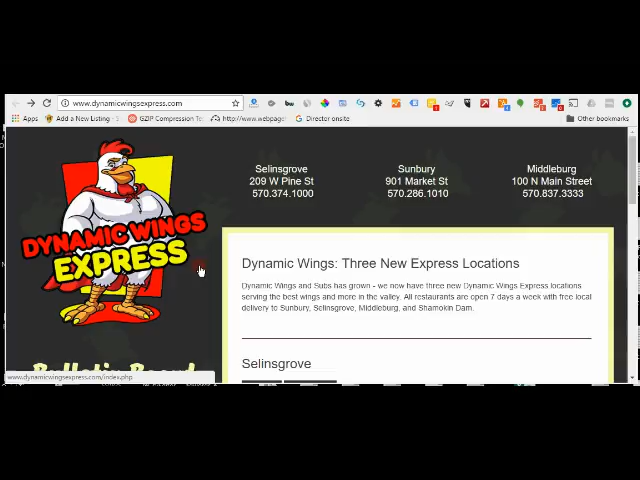 www.dynamicwingsexpress.com
Apps
Add a New Listing - S
GZIP Compression Te
http://www.webpage
Director onsite
Other bookmarks
DYNAMIC WINGS
EXPRESS
Selinsgrove
209 W Pine St
570.374.1000
Sunbury
901 Market St
570.286.1010
Middleburg
100 N Main Street
570.837.3333
Dynamic Wings: Three New Express Locations
Dynamic Wings and Subs has grown - we now have three new Dynamic Wings Express locations
serving the best wings and more in the valley. All restaurants are open 7 days a week with free local
delivery to Sunbury, Selinsgrove, Middleburg, and Shamokin Dam.
Selinsgrove
Bulletin Board
www.dynamicwingsexpress.com/index.php